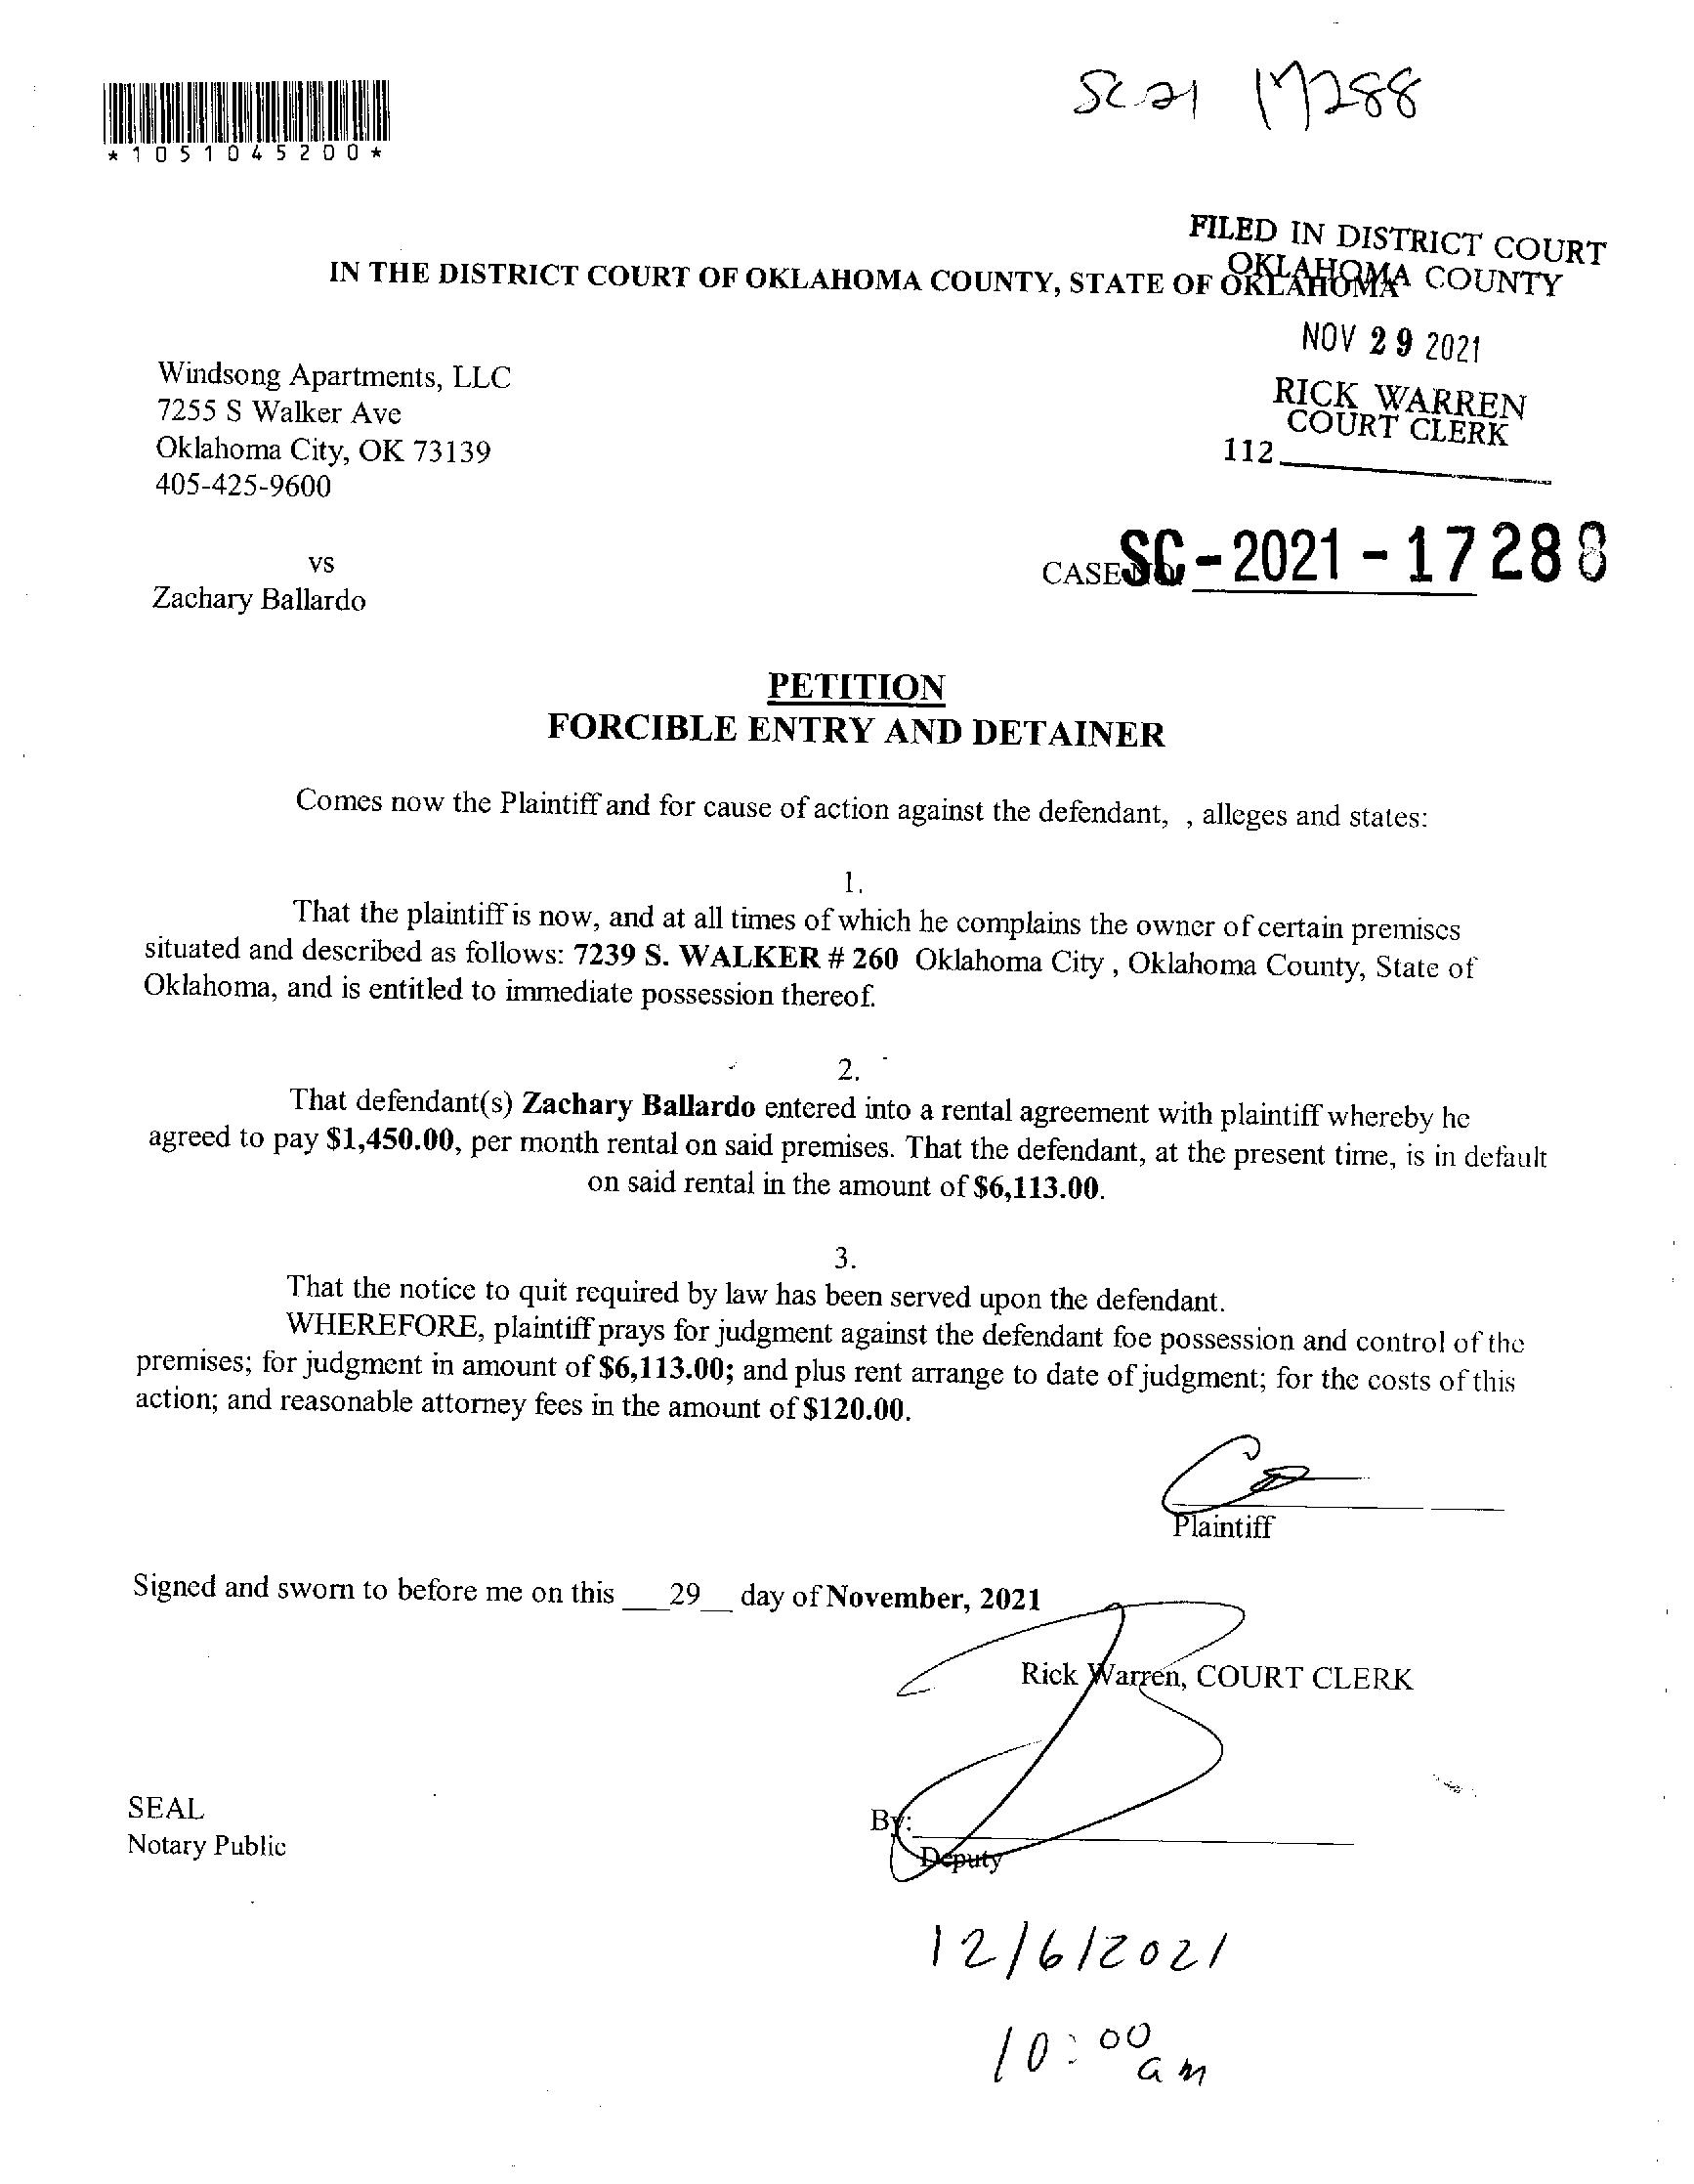 SC 21 17288
*1051045200*
FILED IN DISTRICT COURT
OKLAHOMA COUNTY
IN THE DISTRICT COURT OF OKLAHOMA COUNTY, STATE OF OKLAHOMA
NOV 29 2021
Windsong Apartments, LLC
7255 S Walker Ave
Oklahoma City, OK 73139
405-425-9600
RICK WARREN
COURT CLERK
112
vs
CASE NO. SC-2021-17288
Zachary Ballardo
PETITION
FORCIBLE ENTRY AND DETAINER
Comes now the Plaintiff and for cause of action against the defendant, , alleges and states:
1.
That the plaintiff is now, and at all times of which he complains the owner of certain premises
situated and described as follows: 7239 S. WALKER # 260 Oklahoma City , Oklahoma County, State of
Oklahoma, and is entitled to immediate possession thereof.
2.
That defendant(s) Zachary Ballardo entered into a rental agreement with plaintiff whereby he
agreed to pay $1,450.00, per month rental on said premises. That the defendant, at the present time, is in default
on said rental in the amount of $6,113.00.
3.
That the notice to quit required by law has been served upon the defendant.
WHEREFORE, plaintiff prays for judgment against the defendant foe possession and control of the
premises; for judgment in amount of $6,113.00; and plus rent arrange to date of judgment; for the costs of this
action; and reasonable attorney fees in the amount of $120.00.
Plaintiff
Signed and sworn to before me on this ___29__ day of November, 2021
Rick Warren, COURT CLERK
SEAL
Notary Public
By:
Deputy
12/6/2021
10:00 am